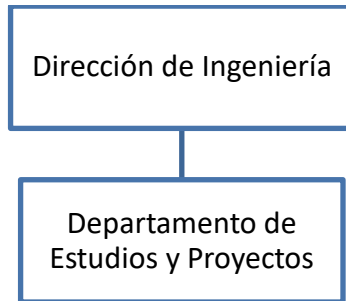 Dirección de Ingeniería
Departamento de
Estudios y Proyectos